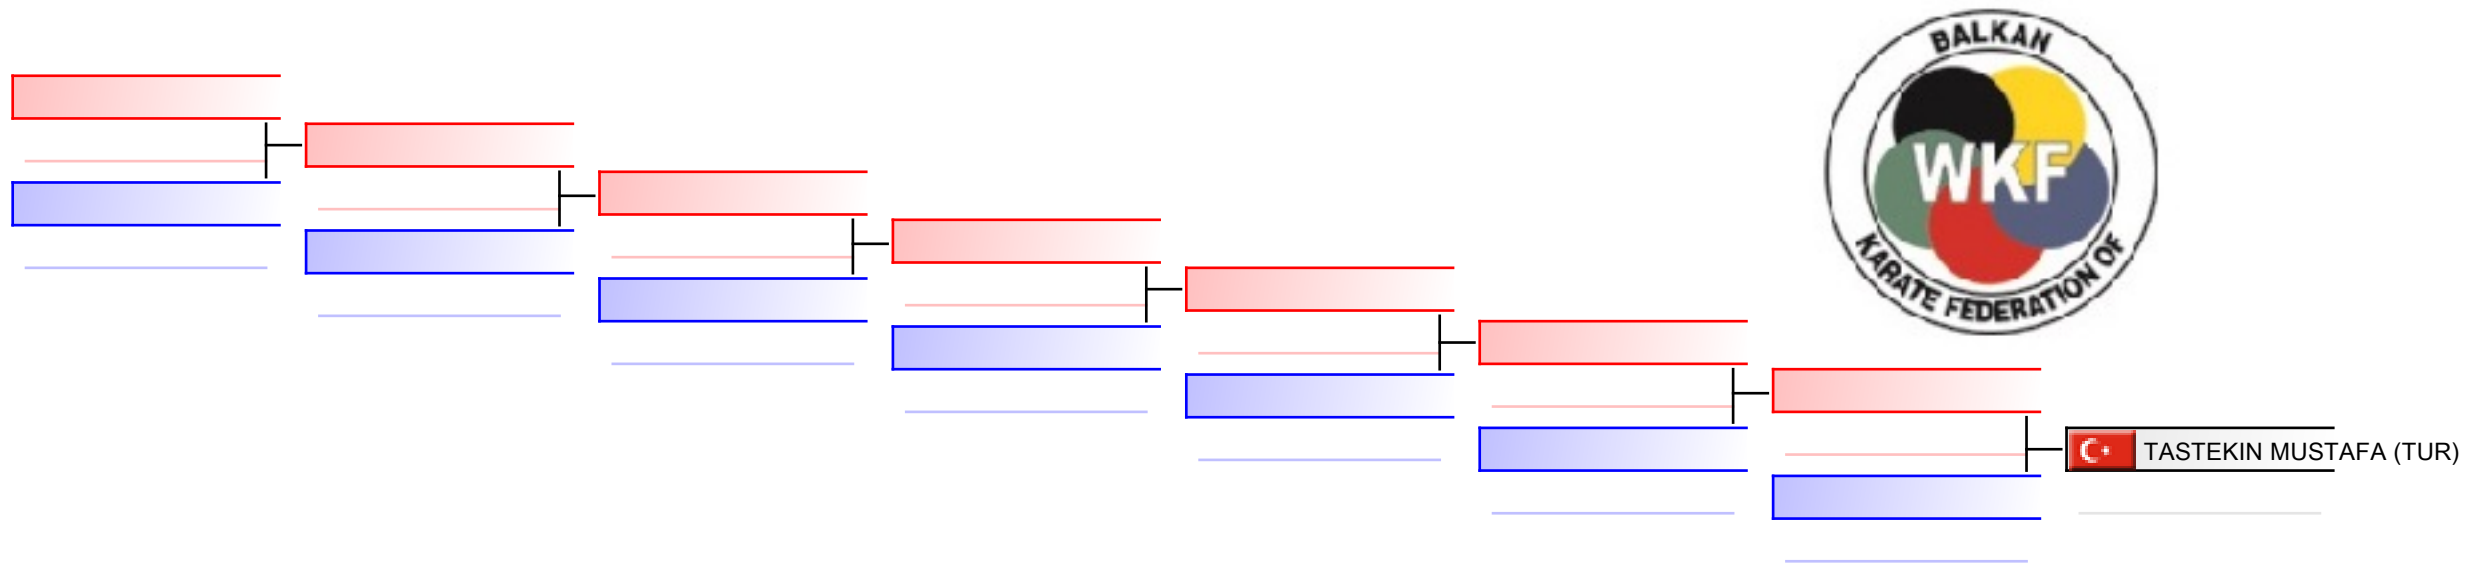 BALKAN
WKF
KARATE FEDERATION OF
TASTEKIN MUSTAFA (TUR)